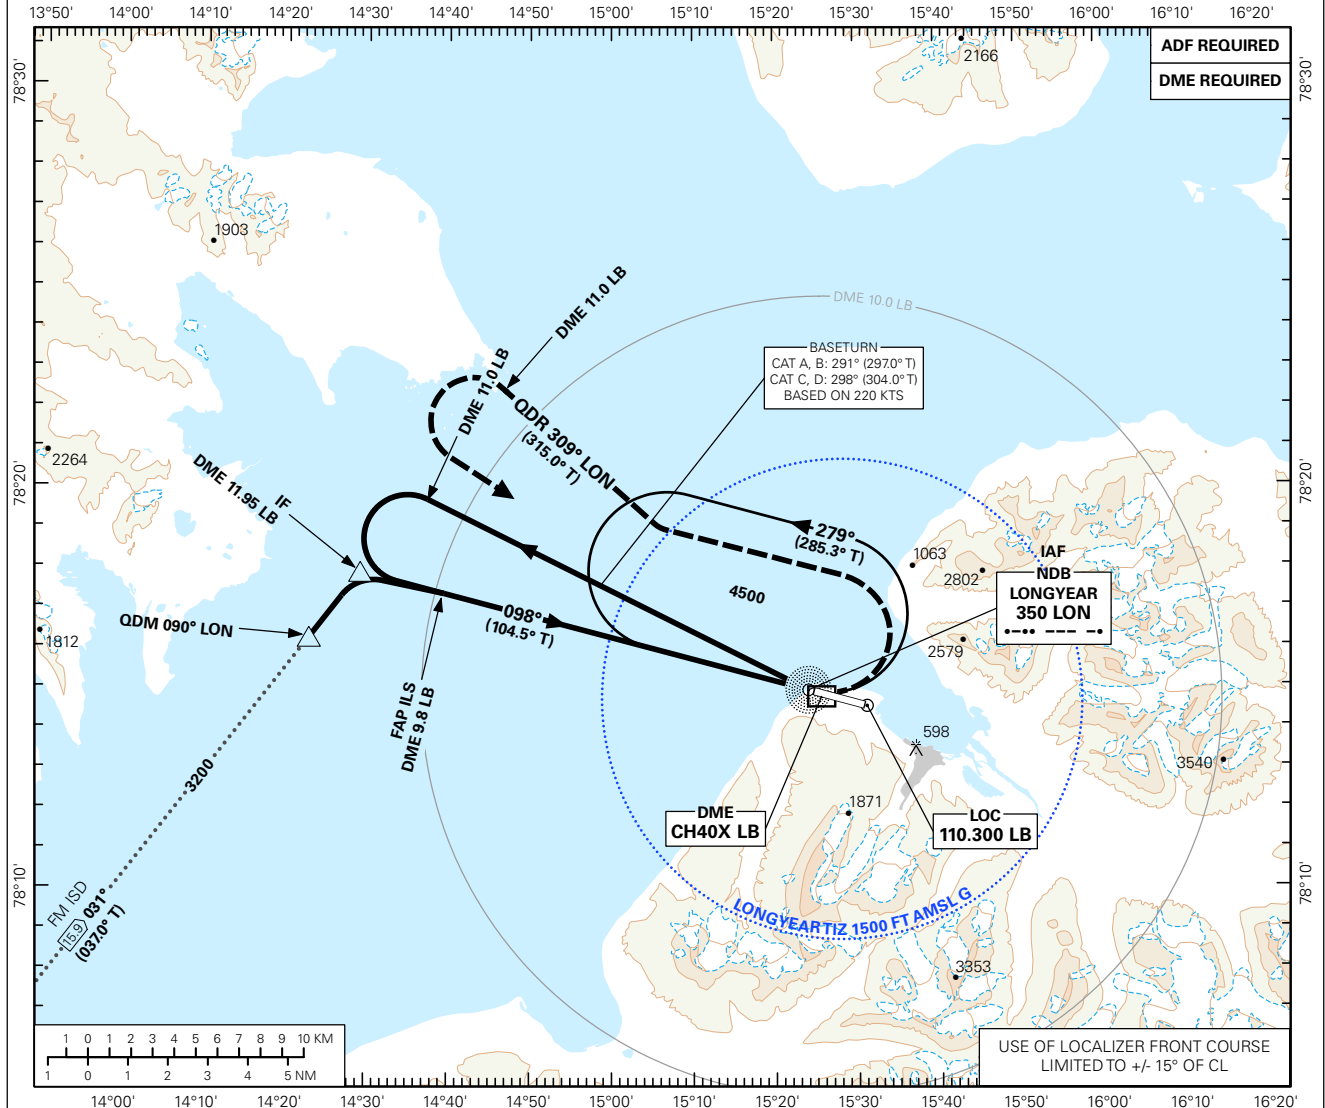 13°50' 14°00' 14°10' 14°20' 14°30' 14°40' 14°50' 15°00' 15°10' 15°20' 15°30' 15°40' 15°50' 16°00' 16°10' 16°20'
ADF REQUIRED
DME REQUIRED
78°30'
78°30'
2166
1903
DME 11.0 LB
DME 10.0 LB
BASETURN
CAT A, B: 291° (297.0° T)
CAT C, D: 298° (304.0° T)
BASED ON 220 KTS
DME 11.0 LB
QDR 309° LON
(315.0° T)
2264
78°20'
78°20'
IF
DME 11.95 LB
279°
(285.3° T)
1063
2802
IAF
NDB
LONGYEAR
350 LON
4500
098°
(104.5° T)
QDM 090° LON
1812
2579
FAP ILS
DME 9.8 LB
598
3540
3200
DME
CH40X LB
1871
LOC
110.300 LB
78°10'
78°10'
FM ISD
15.9 031°
(037.0° T)
LONGYEAR TIZ 1500 FT AMSL G
3353
1 0 1 2 3 4 5 6 7 8 9 10 KM
1 0 1 2 3 4 5 NM
USE OF LOCALIZER FRONT COURSE
LIMITED TO +/- 15° OF CL
14°00' 14°10' 14°20' 14°30' 14°40' 14°50' 15°00' 15°10' 15°20' 15°30' 15°40' 15°50' 16°00' 16°10' 16°20'